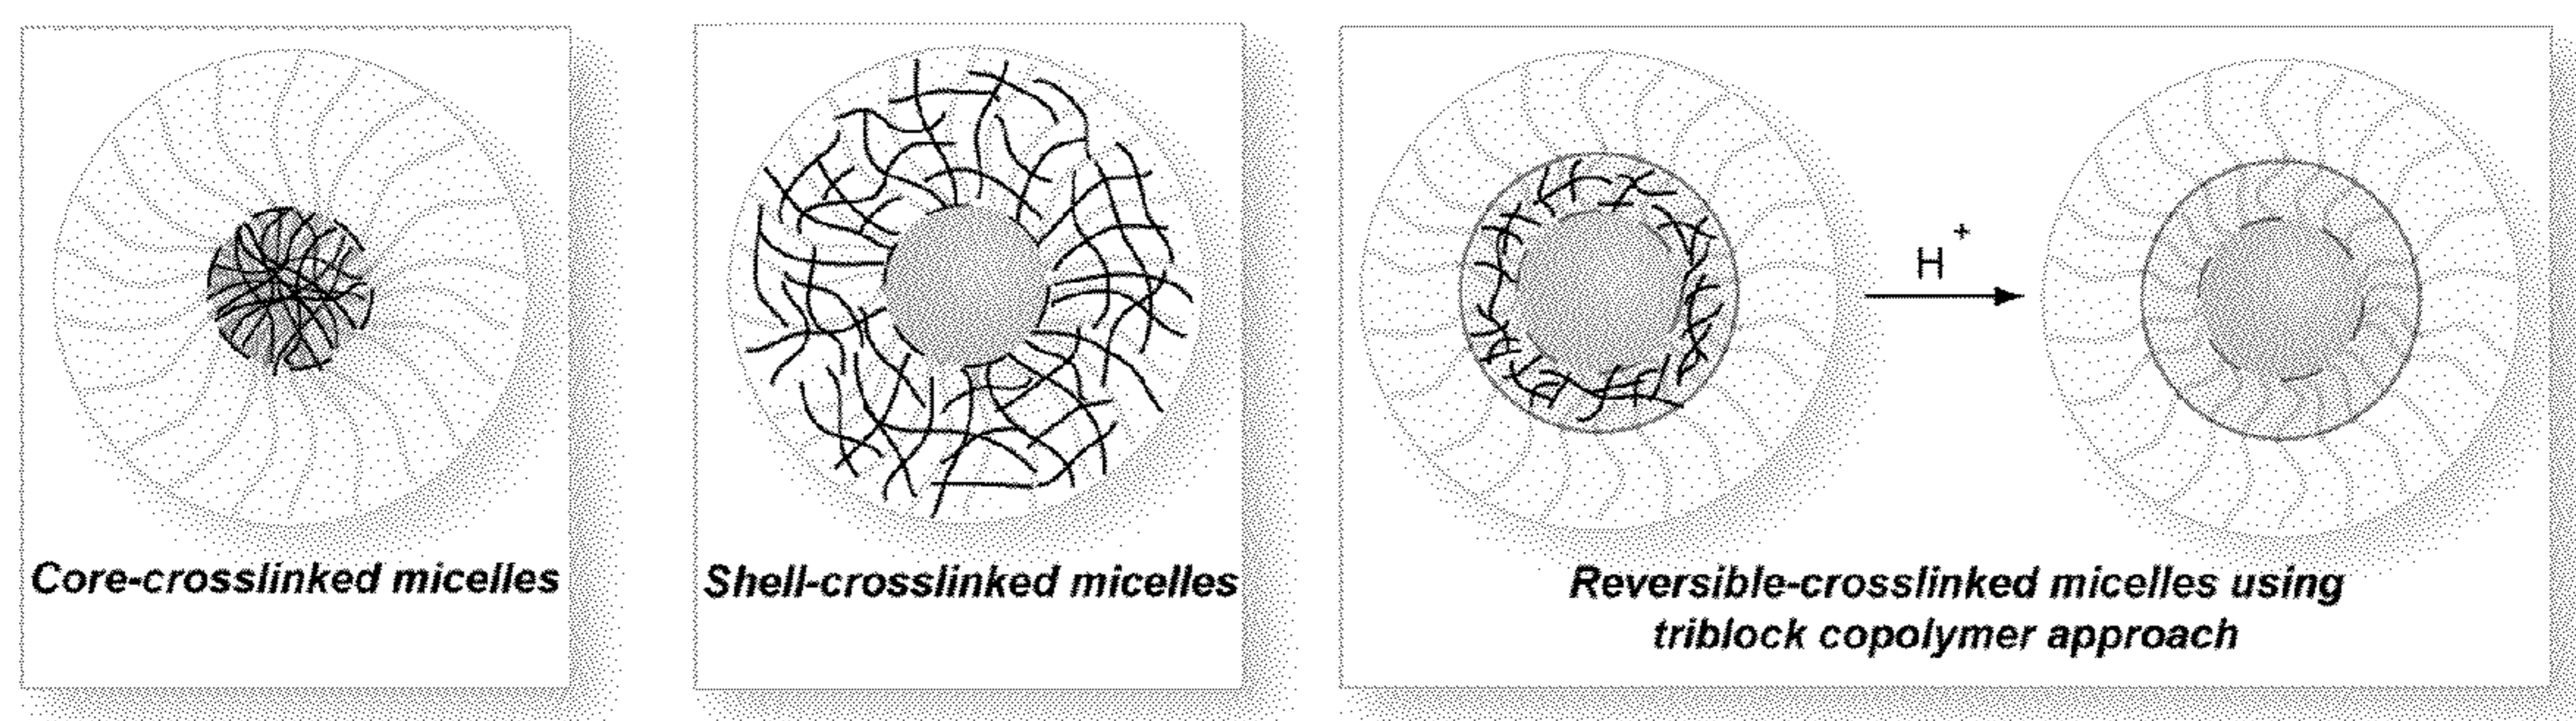 Core-crosslinked micelles
Shell-crosslinked micelles
H+
Reversible-crosslinked micelles using
triblock copolymer approach